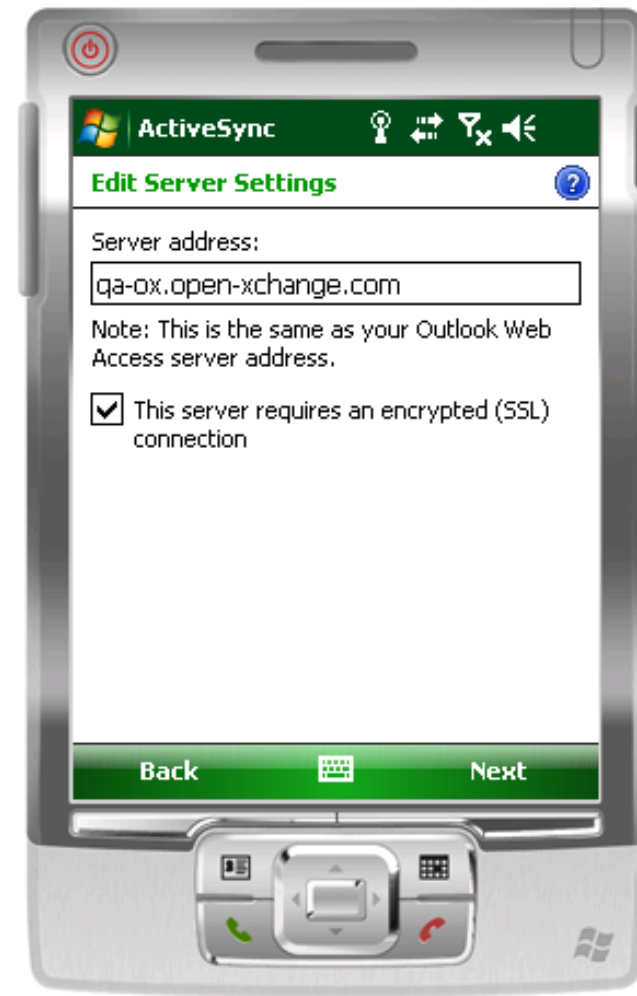 ActiveSync
Edit Server Settings
Server address:
qa-ox.open-xchange.com
Note: This is the same as your Outlook Web
Access server address.
This server requires an encrypted (SSL)
connection
Back Next